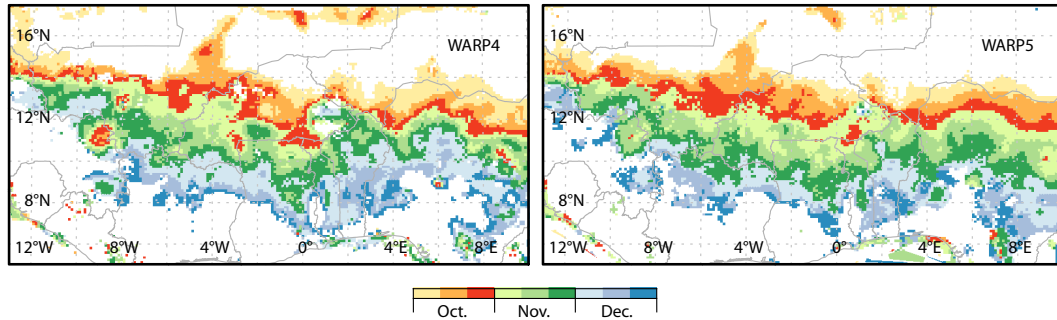 16°N
WARP4
12°N
8°N
12°W 8°W 4°W 0° 4°E 8°E
16°N
WARP5
12°N
8°N
12°W 8°W 4°W 0° 4°E 8°E
Oct. Nov. Dec.